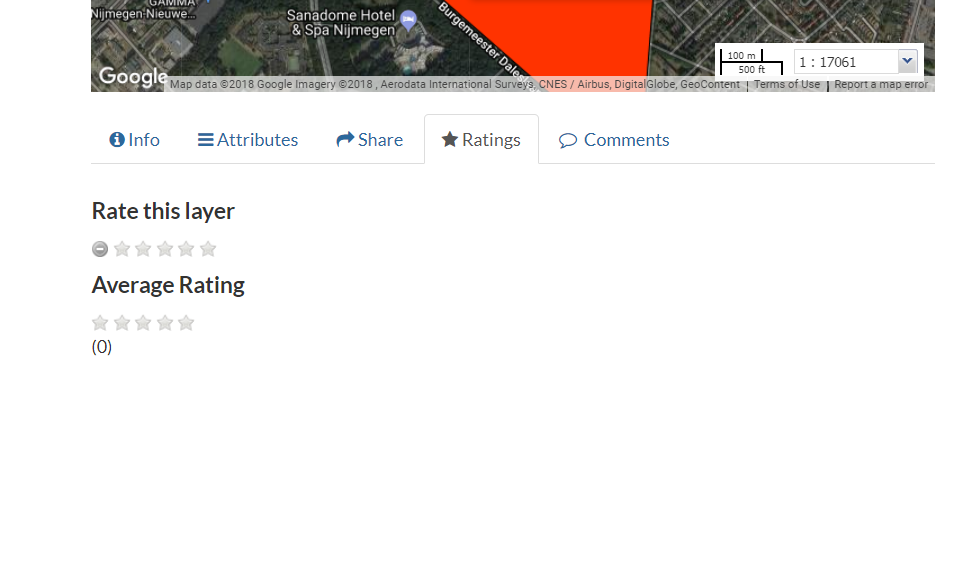 GAMMA
Nijmegen-Nieuwe...
Sanadome Hotel
& Spa Nijmegen
Burgemeester Dales
100 m
500 ft
1 : 17061
Google
Map data ©2018 Google Imagery ©2018 , Aerodata International Surveys, CNES / Airbus, DigitalGlobe, GeoContent
Terms of Use
Report a map error
Info
Attributes
Share
Ratings
Comments
Rate this layer
Average Rating
(0)